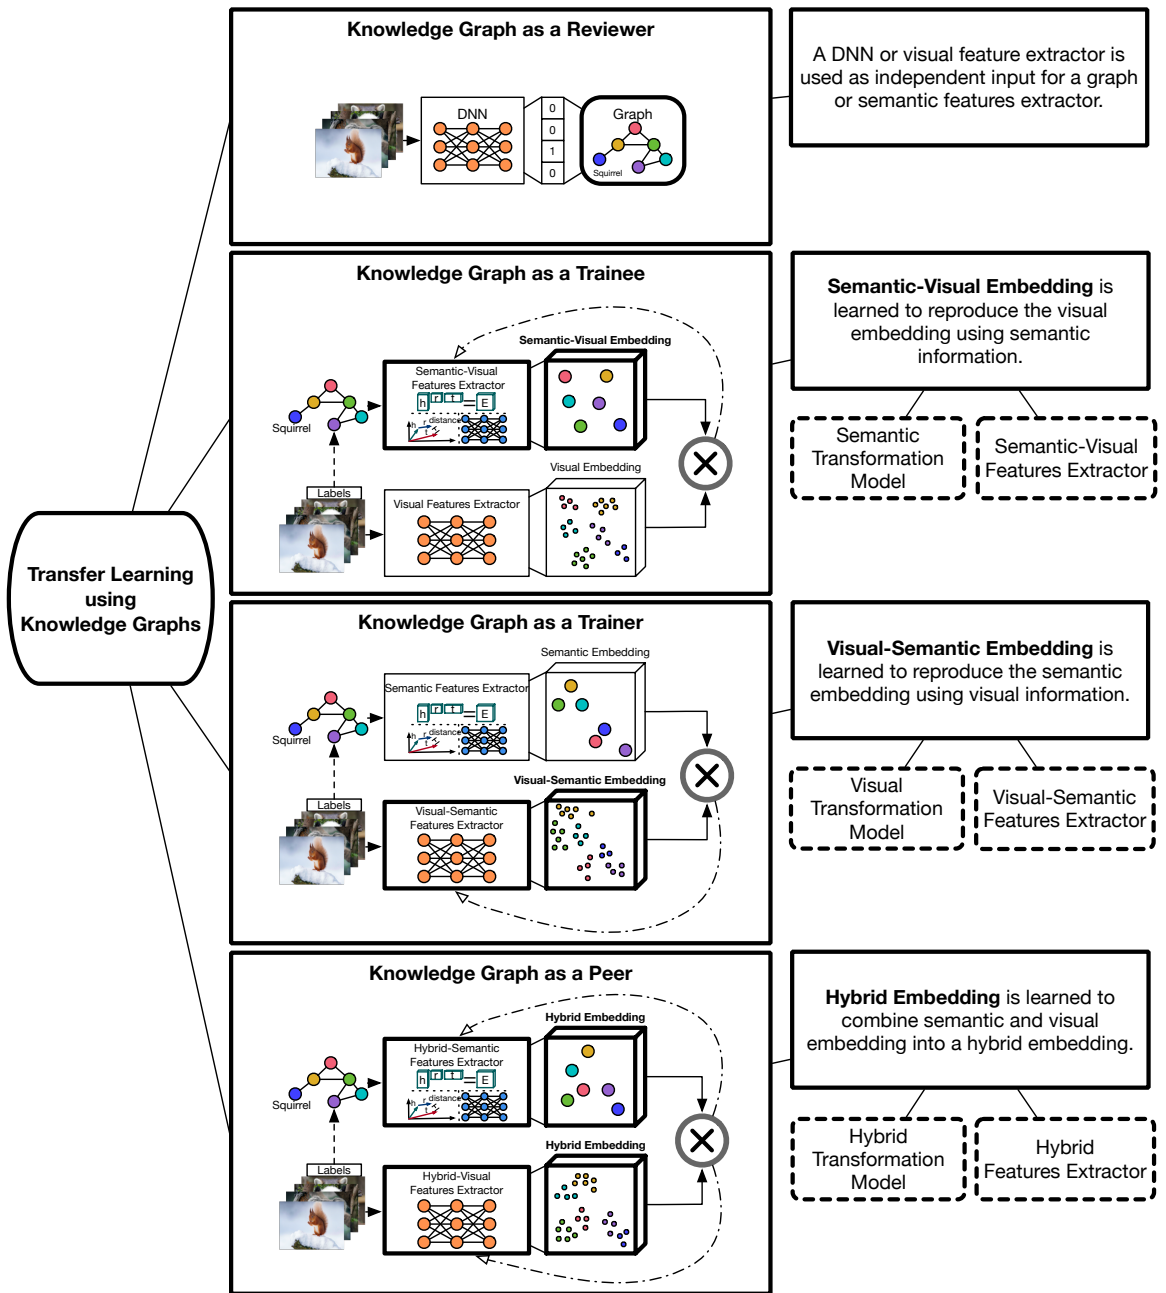 Transfer Learning
using
Knowledge Graphs
Knowledge Graph as a Reviewer
DNN
0
0
1
0
Graph
Squirrel
A DNN or visual feature extractor is
used as independent input for a graph
or semantic features extractor.
Knowledge Graph as a Trainee
Semantic-Visual Embedding
Semantic-Visual
Features Extractor
h r t = E
h r distance
t
Squirrel
Visual Embedding
Labels
Visual Features Extractor
Semantic-Visual Embedding is
learned to reproduce the visual
embedding using semantic
information.
Semantic
Transformation
Model
Semantic-Visual
Features Extractor
Knowledge Graph as a Trainer
Semantic Embedding
Semantic Features Extractor
h r t = E
h r distance
t
Squirrel
Visual-Semantic Embedding
Labels
Visual-Semantic
Features Extractor
Visual-Semantic Embedding is
learned to reproduce the semantic
embedding using visual information.
Visual
Transformation
Model
Visual-Semantic
Features Extractor
Knowledge Graph as a Peer
Hybrid Embedding
Hybrid-Semantic
Features Extractor
h r t = E
h r distance
t
Squirrel
Hybrid Embedding
Labels
Hybrid-Visual
Features Extractor
Hybrid Embedding is learned to
combine semantic and visual
embedding into a hybrid embedding.
Hybrid
Transformation
Model
Hybrid
Features Extractor